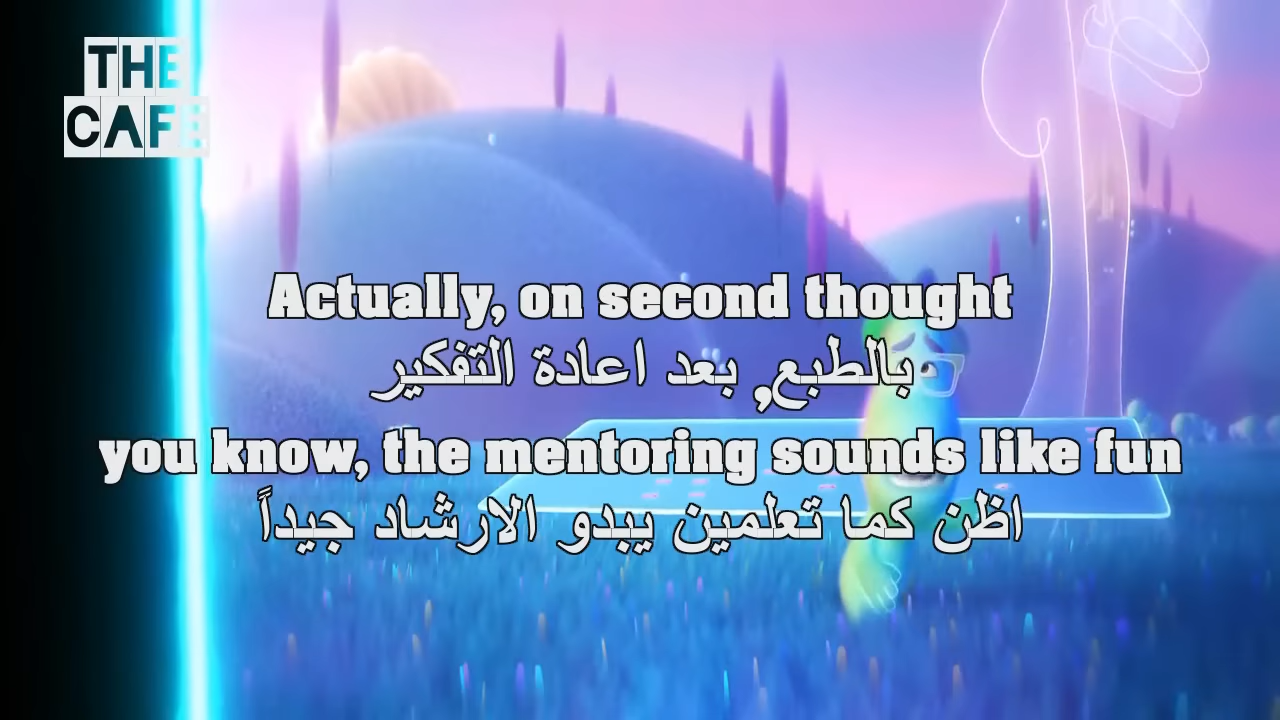 THE
CAFE
Actually, on second thought
بالطبع, بعد اعادة التفكير
you know, the mentoring sounds like fun
اظن كما تعلمين يبدو الارشاد جيداً